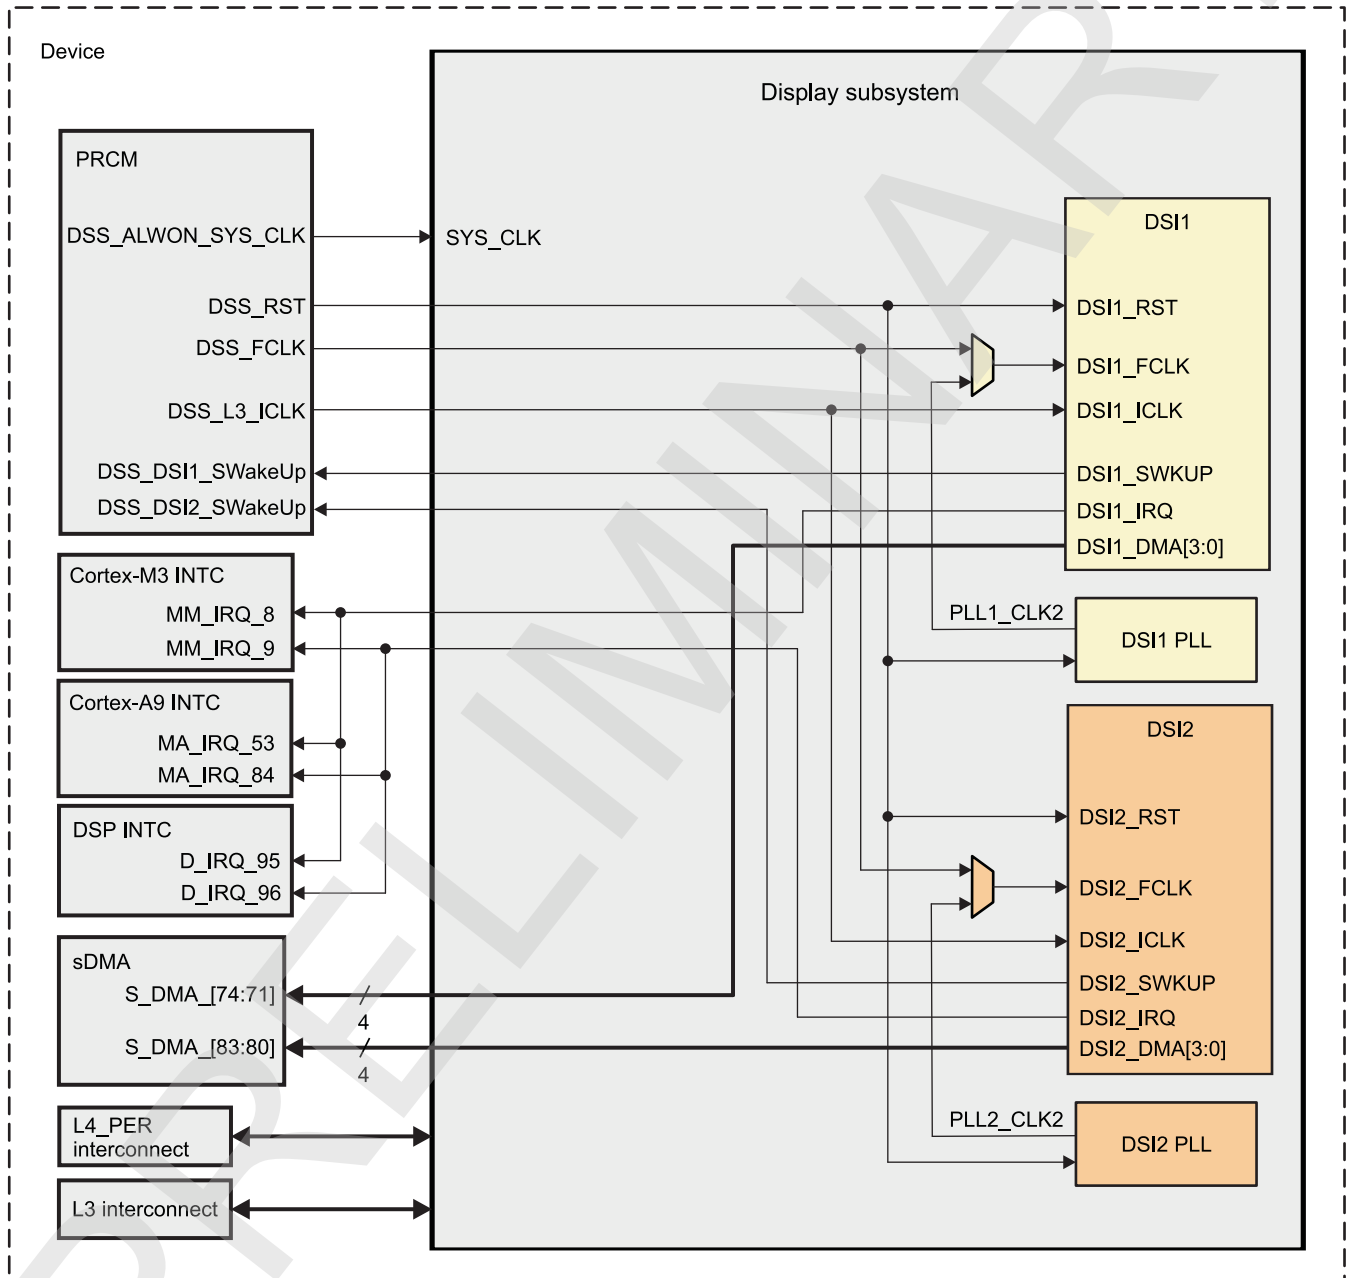 Device
Display subsystem
PRCM
DSS_ALWON_SYS_CLK
DSS_RST
DSS_FCLK
DSS_L3_ICLK
DSS_DSI1_SWakeUp
DSS_DSI2_SWakeUp
SYS_CLK
DSI1
DSI1_RST
DSI1_FCLK
DSI1_ICLK
DSI1_SWKUP
DSI1_IRQ
DSI1_DMA[3:0]
Cortex-M3 INTC
MM_IRQ_8
MM_IRQ_9
PLL1_CLK2
DSI1 PLL
Cortex-A9 INTC
MA_IRQ_53
MA_IRQ_84
DSP INTC
D_IRQ_95
D_IRQ_96
DSI2
DSI2_RST
DSI2_FCLK
DSI2_ICLK
DSI2_SWKUP
DSI2_IRQ
DSI2_DMA[3:0]
sDMA
S_DMA_[74:71]
4
S_DMA_[83:80]
4
PLL2_CLK2
DSI2 PLL
L4_PER
interconnect
L3 interconnect
PRELIMINAR